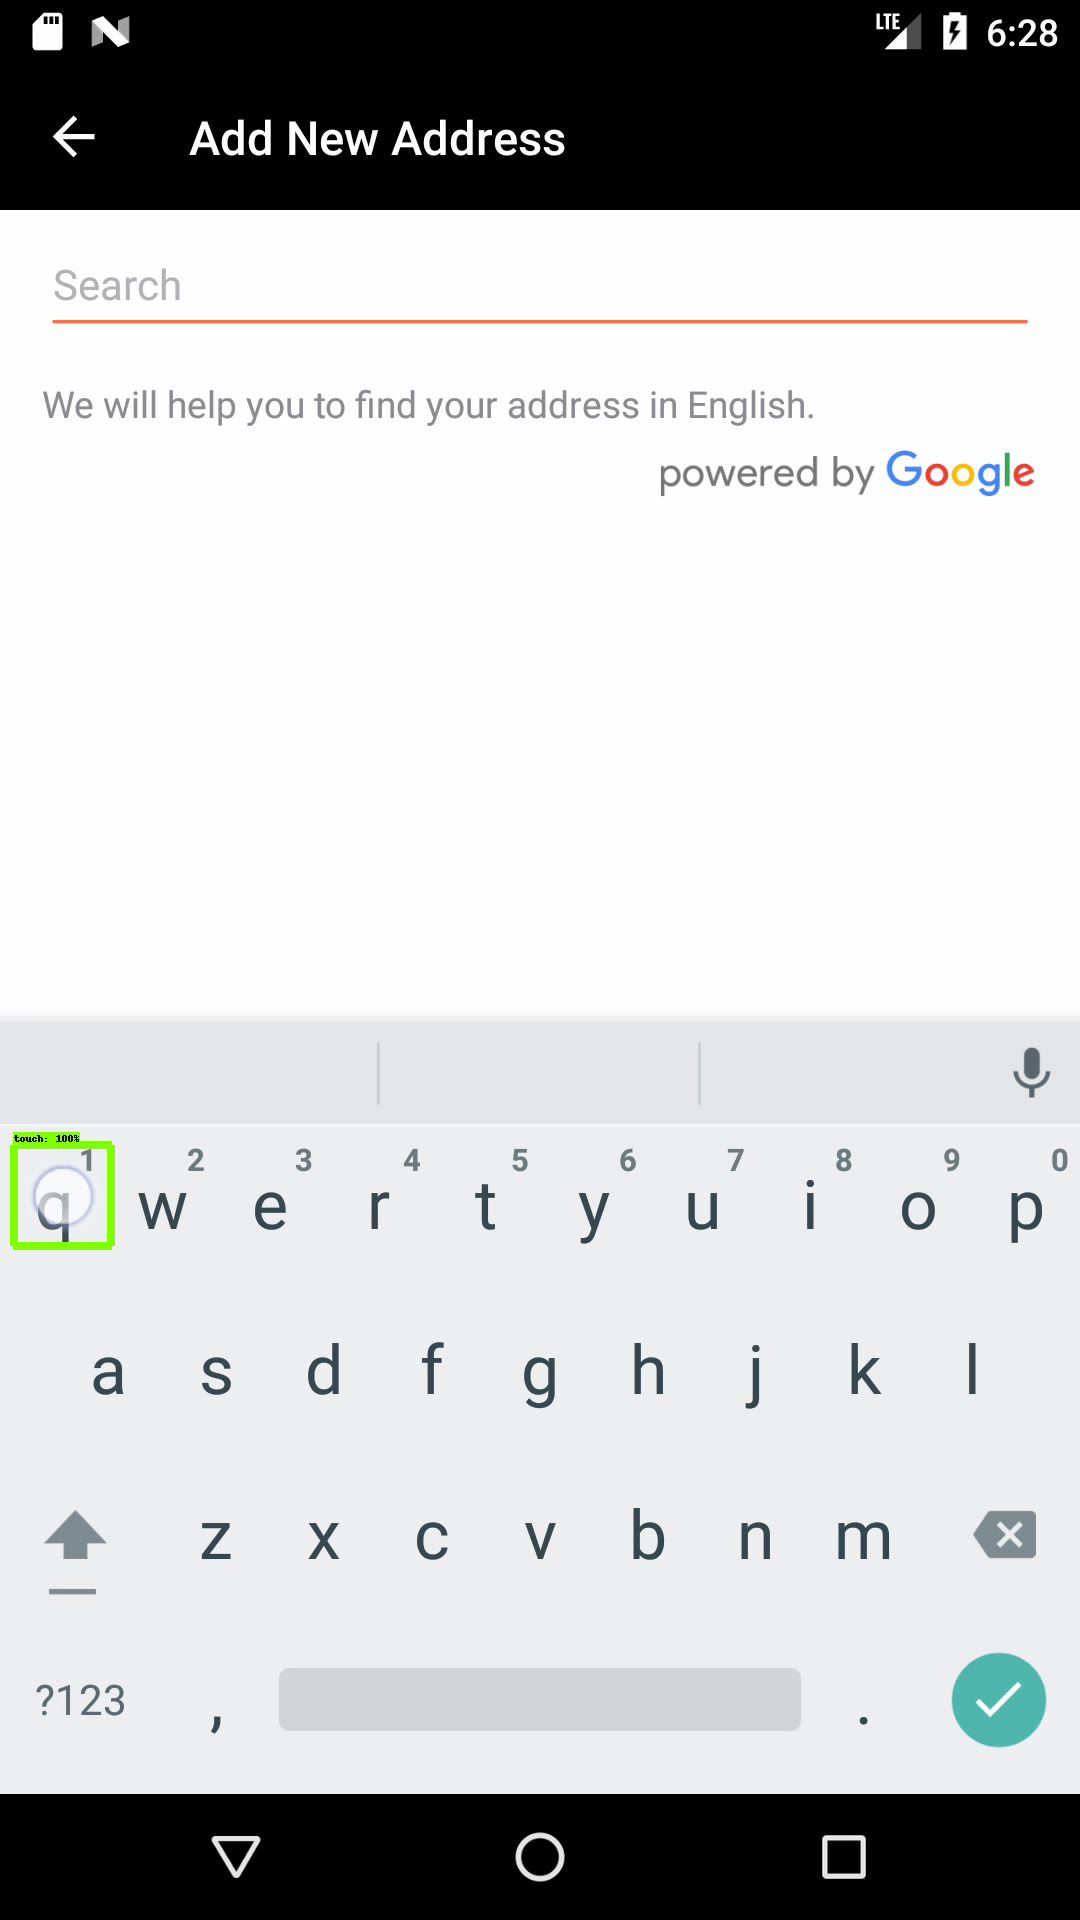 LTE 6:28
Add New Address
Search
We will help you to find your address in English.
powered by Google
touch: 100%
1 2 3 4 5 6 7 8 9 0
q w e r t y u i o p
a s d f g h j k l
z x c v b n m
?123 , .